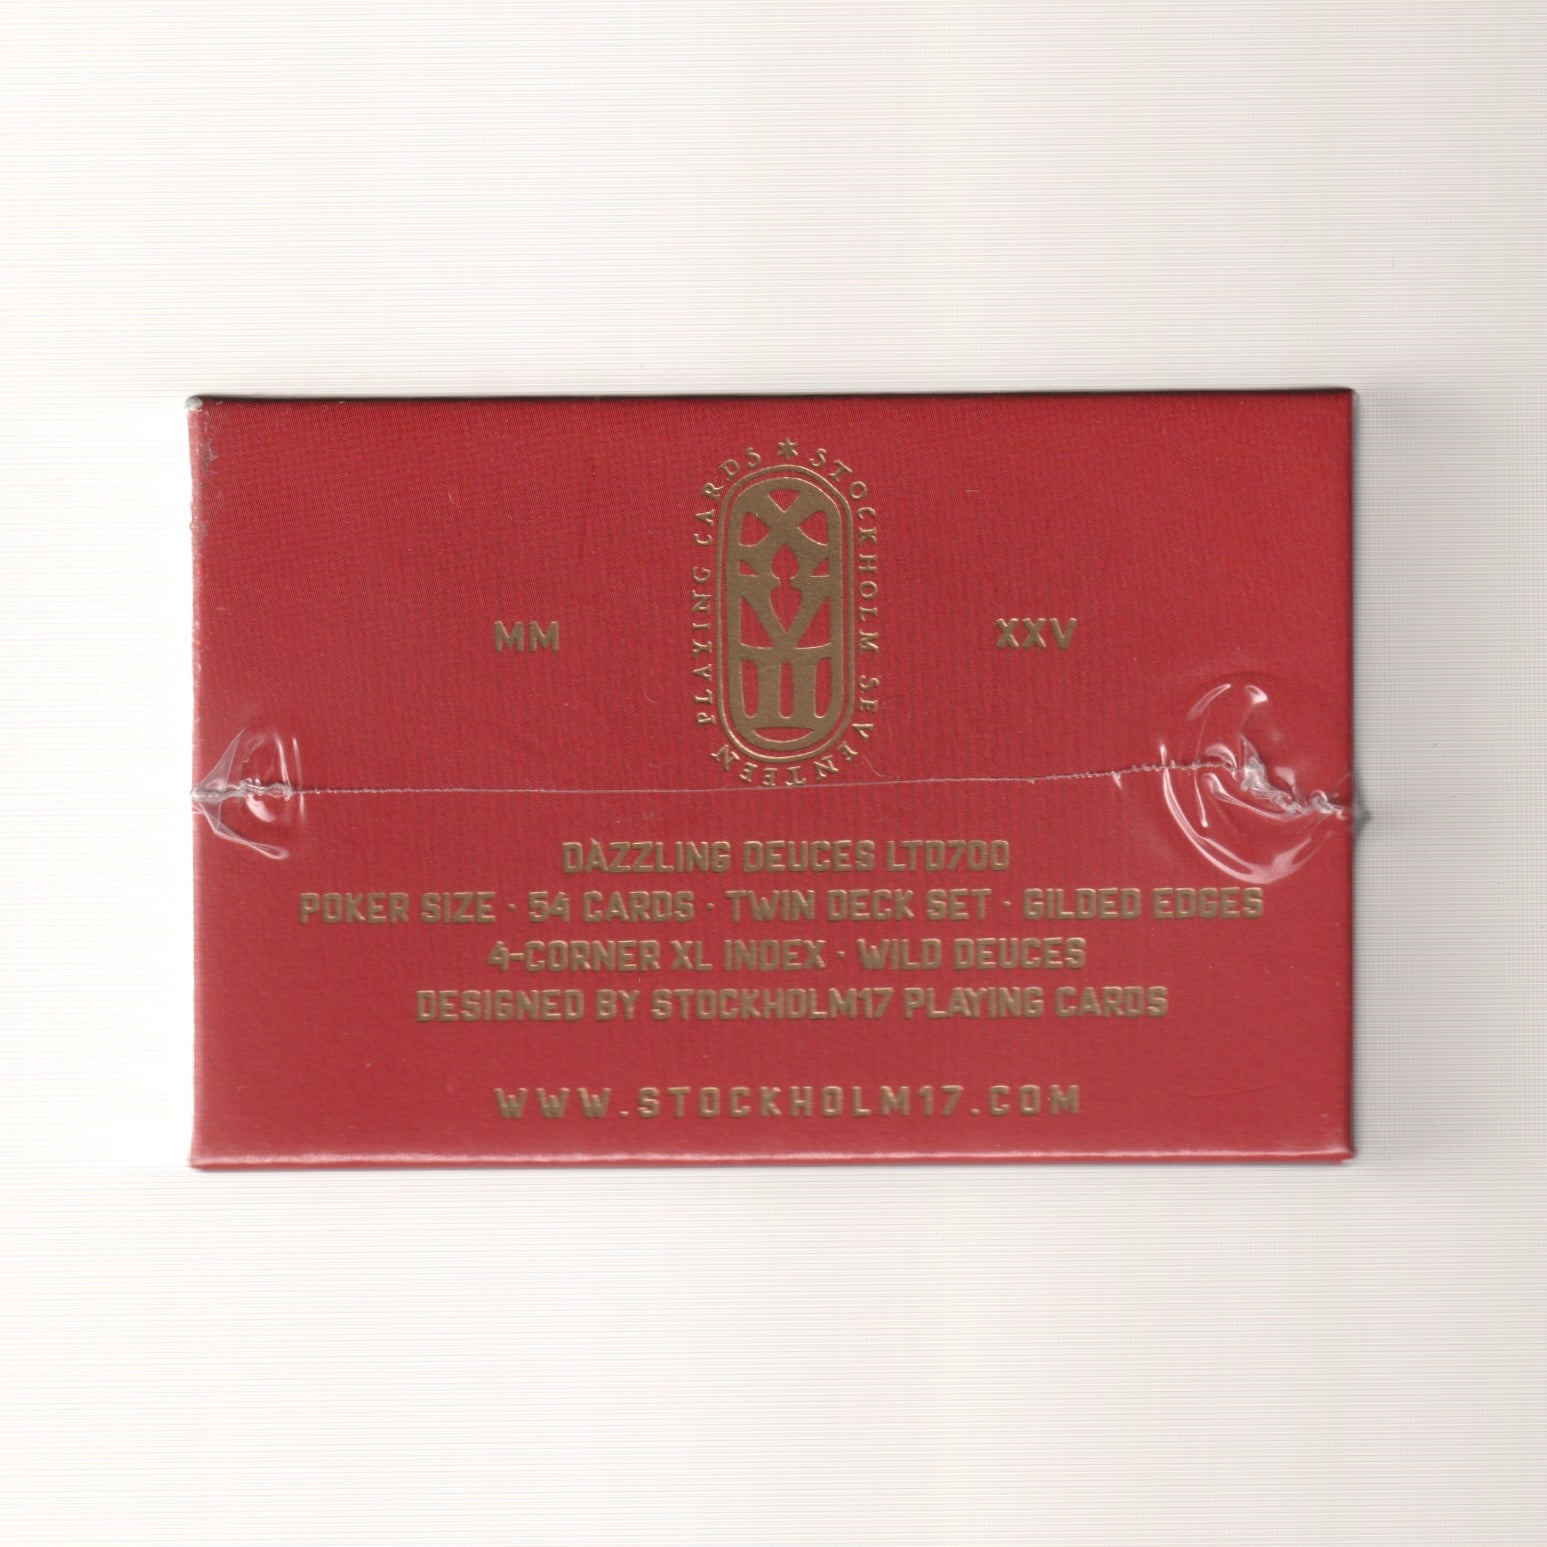 PLAYING CARDS * STOCKHOLM SEVENTEEN
MM XXV
DAZZLING DEUCES LTD700
POKER SIZE · 54 CARDS · TWIN DECK SET · GILDED EDGES
4-CORNER XL INDEX · WILD DEUCES
DESIGNED BY STOCKHOLM17 PLAYING CARDS
WWW.STOCKHOLM17.COM